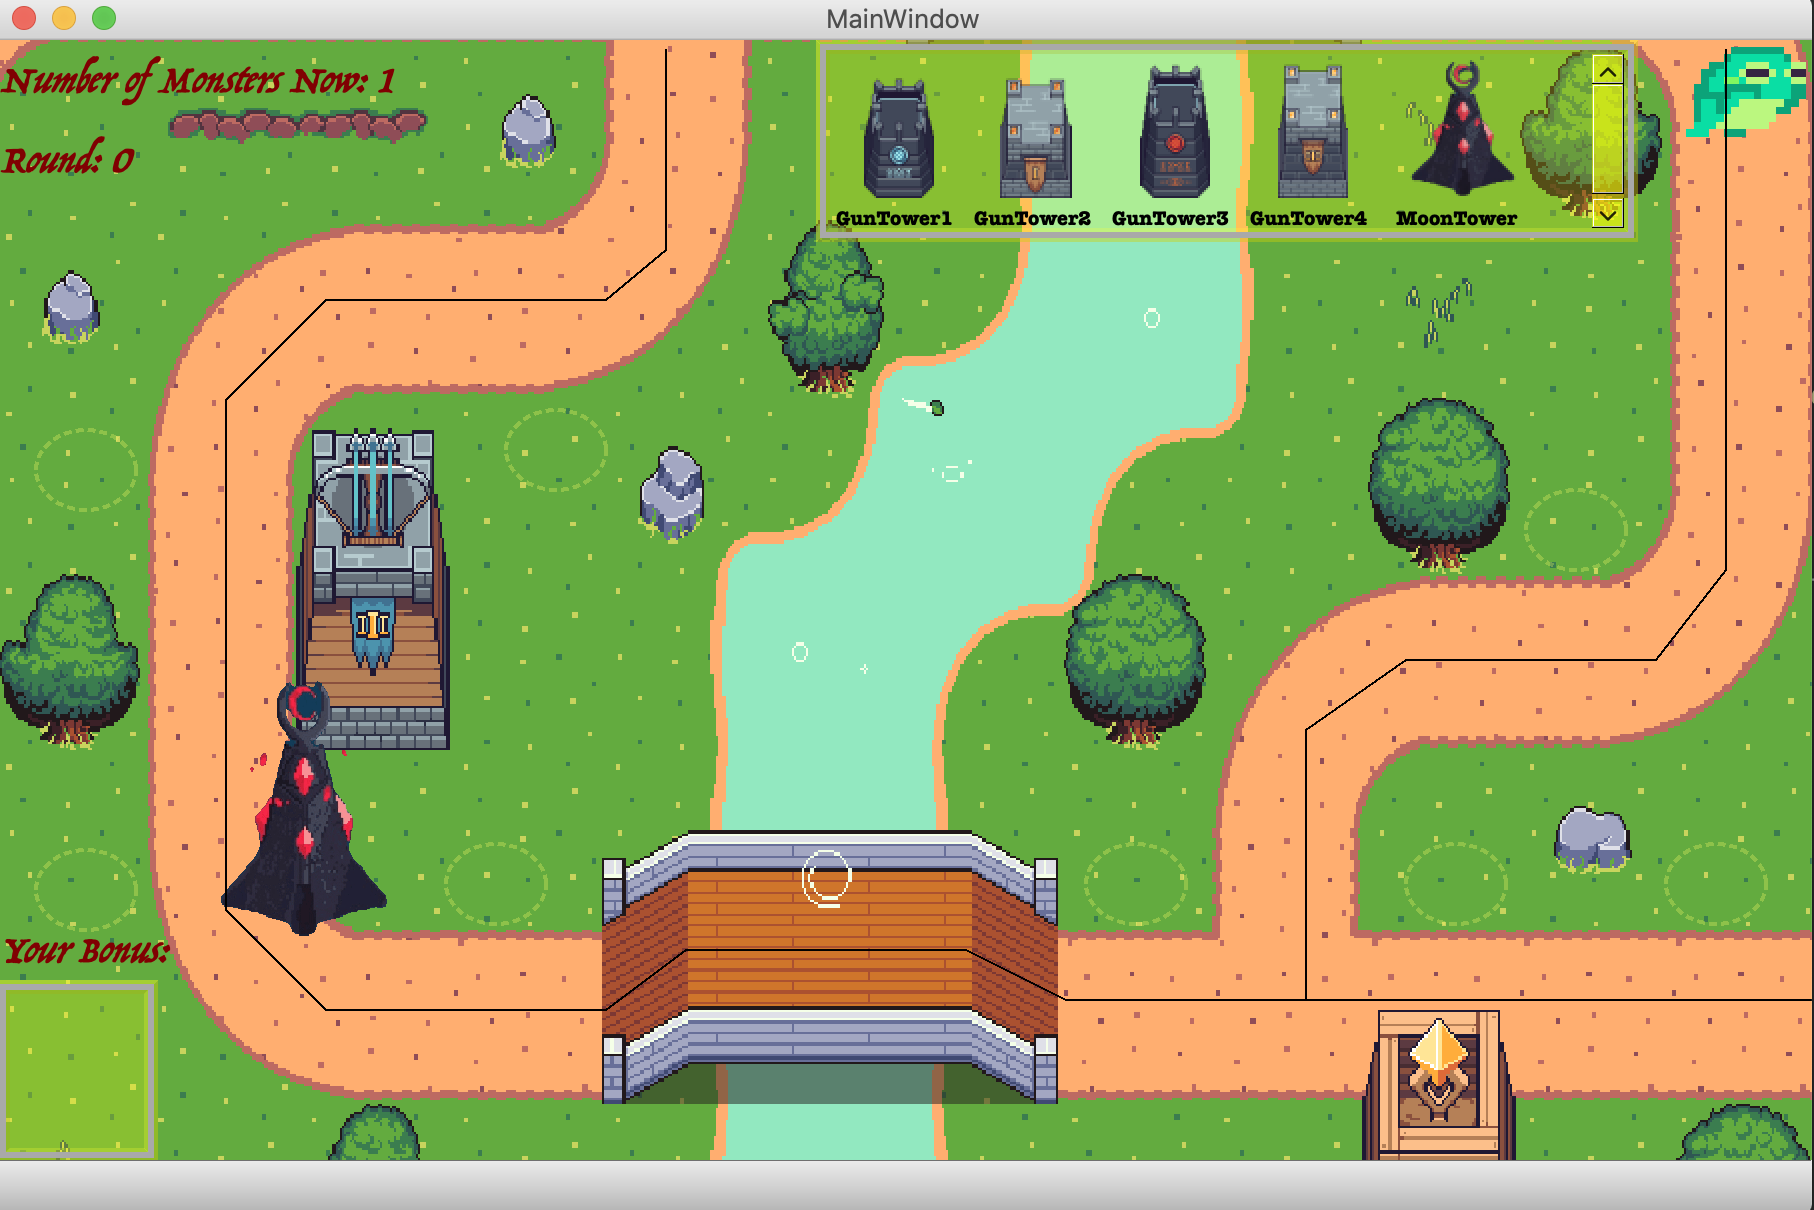 MainWindow
Number of Monsters Now: 1
Round: 0
GunTower1 GunTower2 GunTower3 GunTower4 MoonTower
Your Bonus: